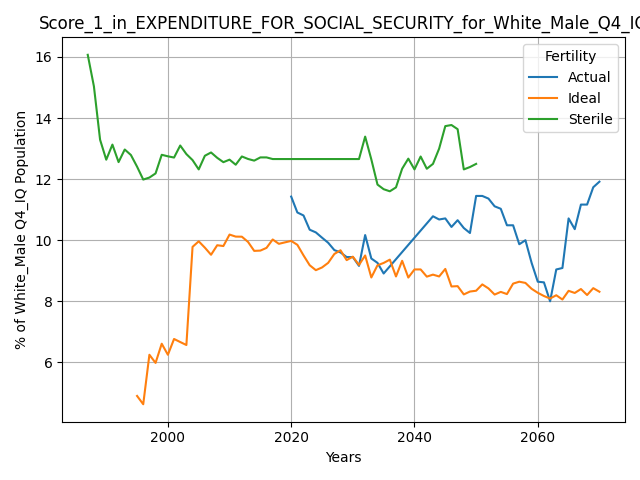 Score_1_in_EXPENDITURE_FOR_SOCIAL_SECURITY_for_White_Male_Q4_IQ
Fertility
Actual
Ideal
Sterile
% of White_Male Q4_IQ Population
16
14
12
10
8
6
2000 2020 2040 2060
Years